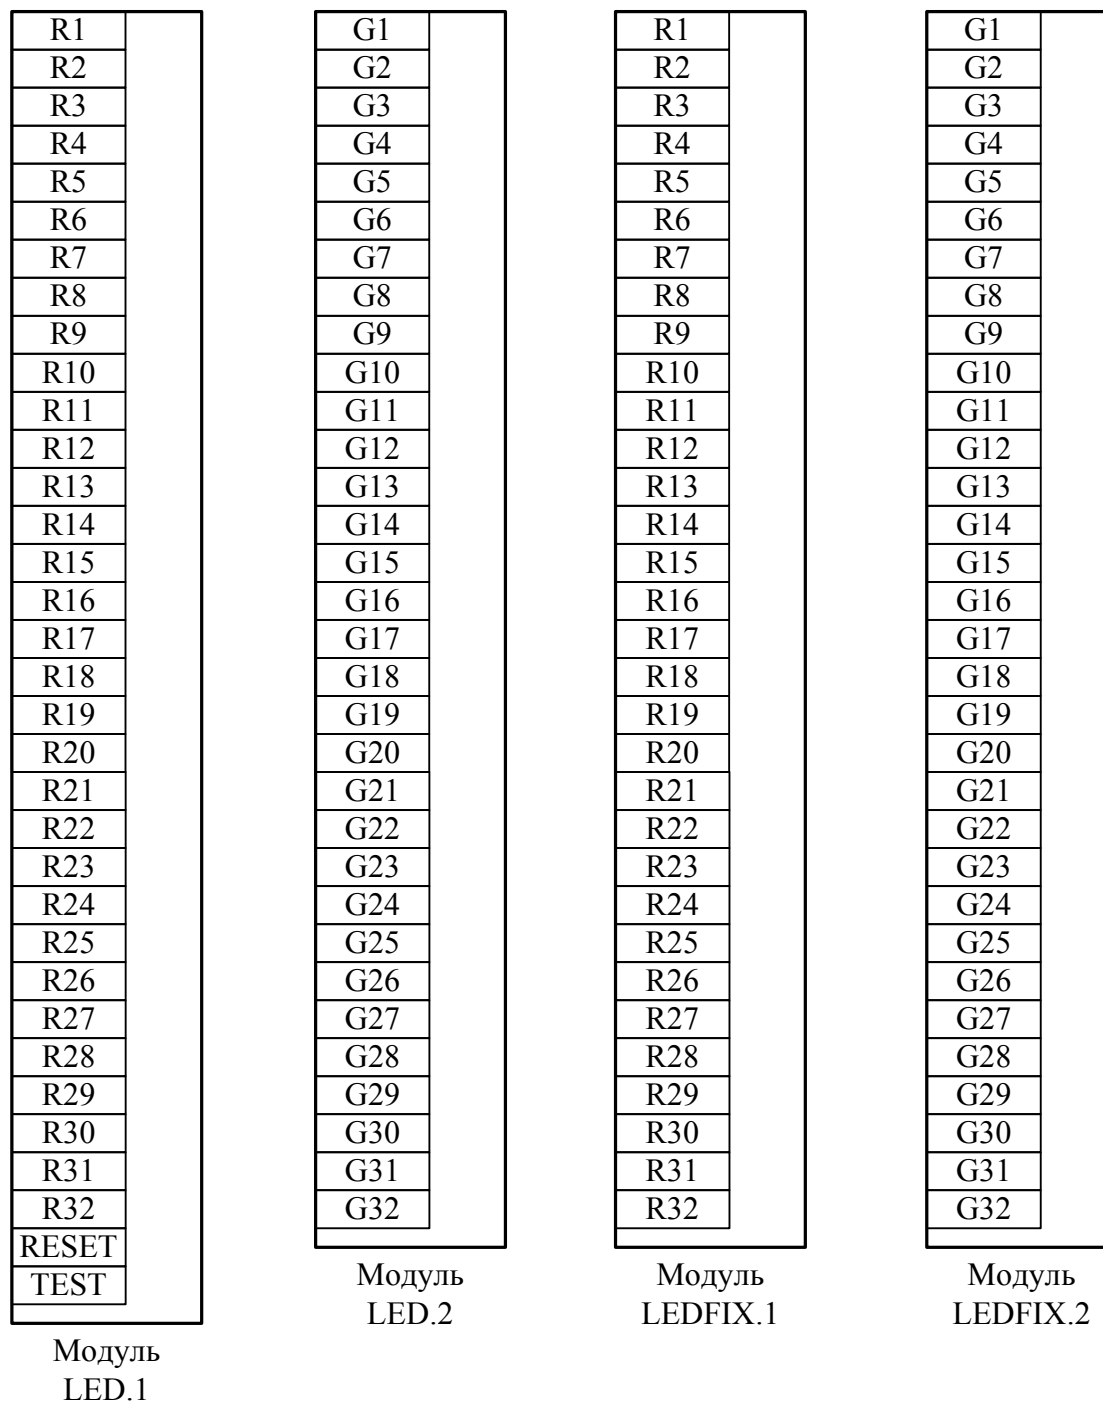 R1
R2
R3
R4
R5
R6
R7
R8
R9
R10
R11
R12
R13
R14
R15
R16
R17
R18
R19
R20
R21
R22
R23
R24
R25
R26
R27
R28
R29
R30
R31
R32
RESET
TEST
Модуль
LED.1
G1
G2
G3
G4
G5
G6
G7
G8
G9
G10
G11
G12
G13
G14
G15
G16
G17
G18
G19
G20
G21
G22
G23
G24
G25
G26
G27
G28
G29
G30
G31
G32
Модуль
LED.2
R1
R2
R3
R4
R5
R6
R7
R8
R9
R10
R11
R12
R13
R14
R15
R16
R17
R18
R19
R20
R21
R22
R23
R24
R25
R26
R27
R28
R29
R30
R31
R32
Модуль
LEDFIX.1
G1
G2
G3
G4
G5
G6
G7
G8
G9
G10
G11
G12
G13
G14
G15
G16
G17
G18
G19
G20
G21
G22
G23
G24
G25
G26
G27
G28
G29
G30
G31
G32
Модуль
LEDFIX.2